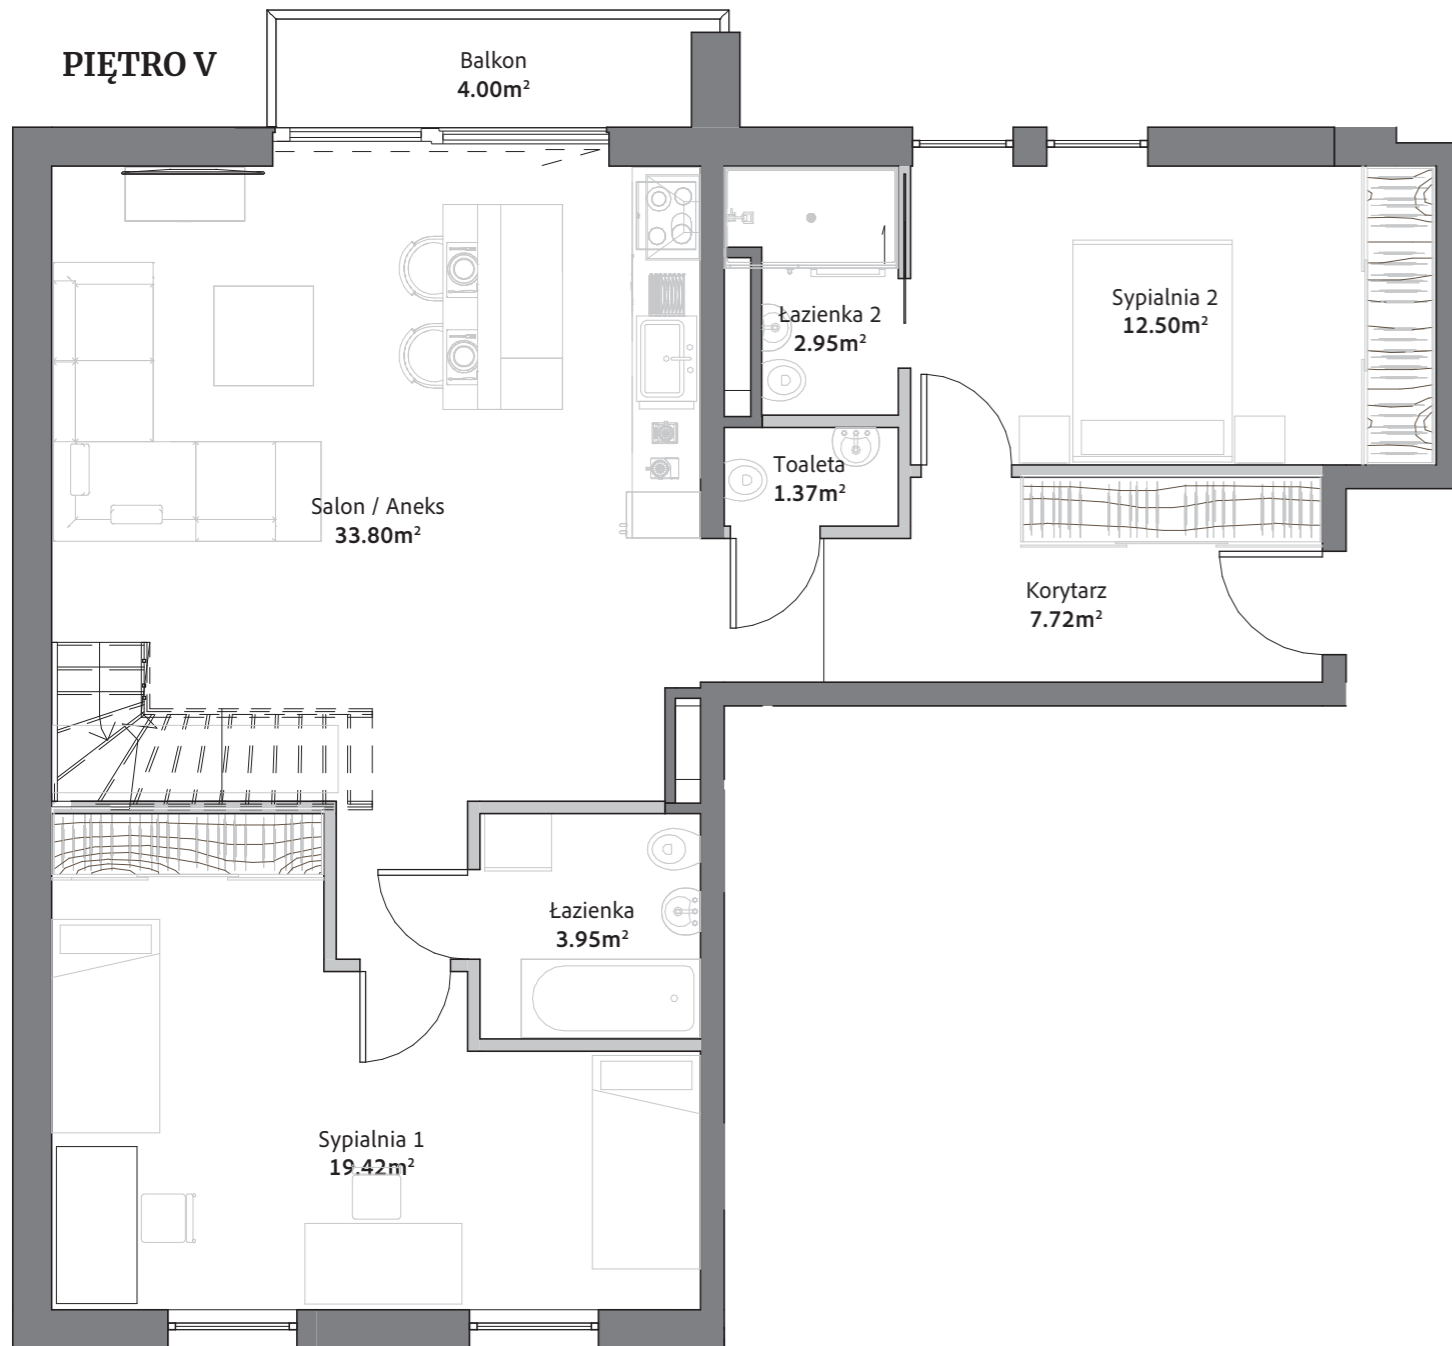 PIĘTRO V
Balkon
4.00m²
Łazienka 2
2.95m²
Sypialnia 2
12.50m²
Toaleta
1.37m²
Salon / Aneks
33.80m²
Korytarz
7.72m²
Łazienka
3.95m²
Sypialnia 1
19.42m²